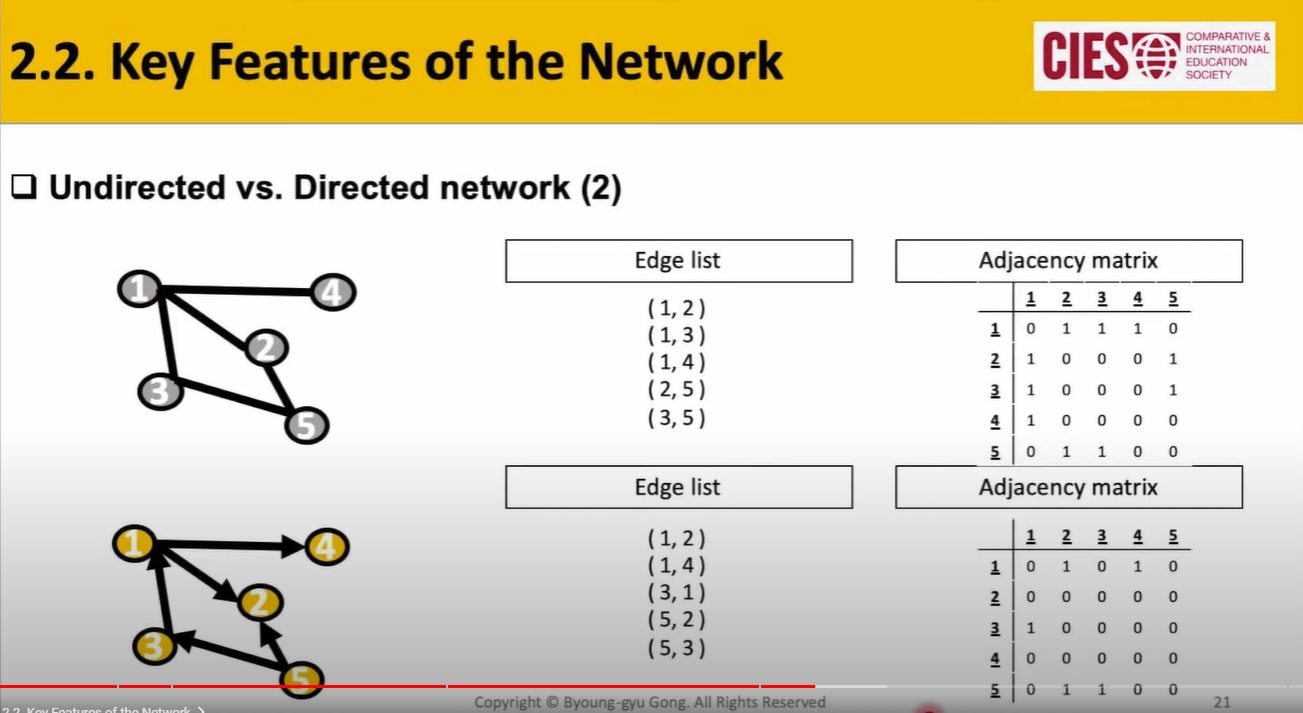 2.2. Key Features of the Network
CIES
COMPARATIVE &
INTERNATIONAL
EDUCATION
SOCIETY
❑ Undirected vs. Directed network (2)
1
4
2
3
5
Edge list
( 1, 2 )
( 1, 3 )
( 1, 4 )
( 2, 5 )
( 3, 5 )
Adjacency matrix
1 2 3 4 5
1 0 1 1 1 0
2 1 0 0 0 1
3 1 0 0 0 1
4 1 0 0 0 0
5 0 1 1 0 0
1
4
2
3
5
Edge list
( 1, 2 )
( 1, 4 )
( 3, 1 )
( 5, 2 )
( 5, 3 )
Adjacency matrix
1 2 3 4 5
1 0 1 0 1 0
2 0 0 0 0 0
3 1 0 0 0 0
4 0 0 0 0 0
5 0 1 1 0 0
2.2. Key Features of the Network
Copyright © Byoung-gyu Gong. All Rights Reserved
21